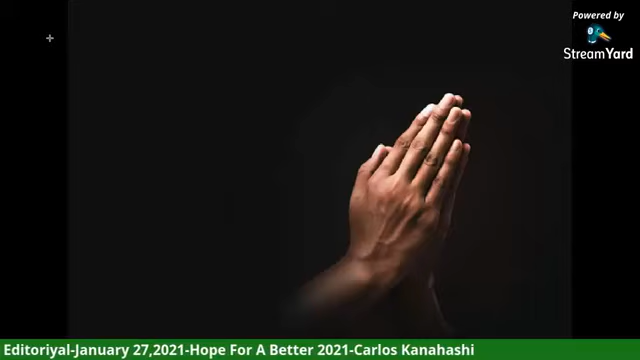 Powered by
StreamYard
Editoriyal-January 27,2021-Hope For A Better 2021-Carlos Kanahashi